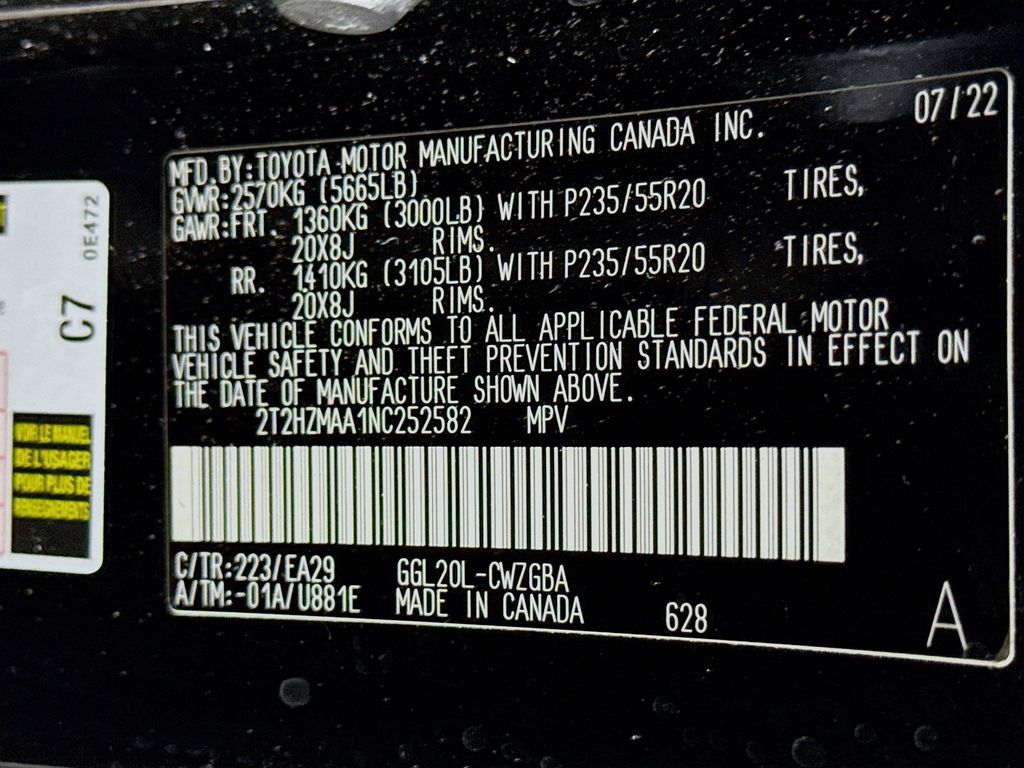 07/22
MFD.BY:TOYOTA MOTOR MANUFACTURING CANADA INC.
GVWR:2570KG (5665LB)
GAWR:FRT. 1360KG (3000LB) WITH P235/55R20 TIRES,
20X8J RIMS.
RR. 1410KG (3105LB) WITH P235/55R20 TIRES,
20X8J RIMS.
THIS VEHICLE CONFORMS TO ALL APPLICABLE FEDERAL MOTOR
VEHICLE SAFETY AND THEFT PREVENTION STANDARDS IN EFFECT ON
THE DATE OF MANUFACTURE SHOWN ABOVE.
2T2HZMAA1NC252582 MPV
C/TR:223/EA29 GGL20L-CWZGBA
A/TM:-01A/U881E MADE IN CANADA 628
A
0E472
C7
VOIR LE MANUEL
DE L'USAGER
POUR PLUS DE
RENSEIGNEMENTS